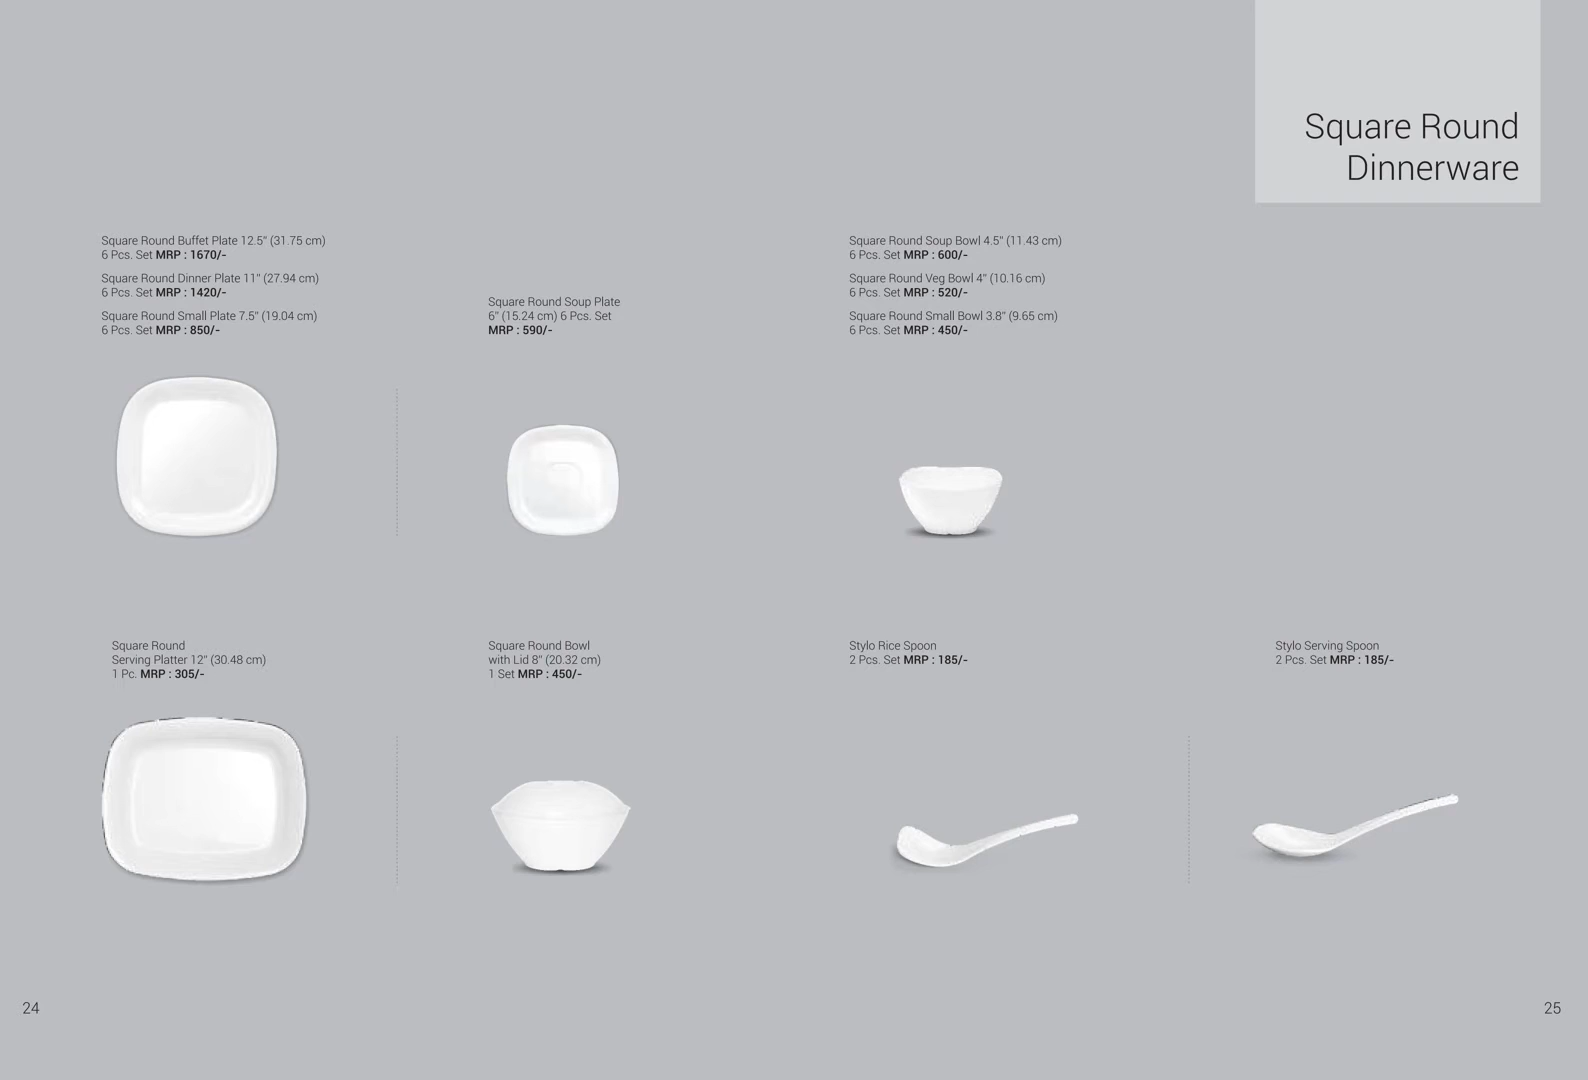 Square Round
Dinnerware
Square Round Buffet Plate 12.5" (31.75 cm)
6 Pcs. Set MRP : 1670/-
Square Round Dinner Plate 11" (27.94 cm)
6 Pcs. Set MRP : 1420/-
Square Round Small Plate 7.5" (19.04 cm)
6 Pcs. Set MRP : 850/-
Square Round Soup Plate
6" (15.24 cm) 6 Pcs. Set
MRP : 590/-
Square Round Soup Bowl 4.5" (11.43 cm)
6 Pcs. Set MRP : 600/-
Square Round Veg Bowl 4" (10.16 cm)
6 Pcs. Set MRP : 520/-
Square Round Small Bowl 3.8" (9.65 cm)
6 Pcs. Set MRP : 450/-
Square Round
Serving Platter 12" (30.48 cm)
1 Pc. MRP : 305/-
Square Round Bowl
with Lid 8" (20.32 cm)
1 Set MRP : 450/-
Stylo Rice Spoon
2 Pcs. Set MRP : 185/-
Stylo Serving Spoon
2 Pcs. Set MRP : 185/-
24
25